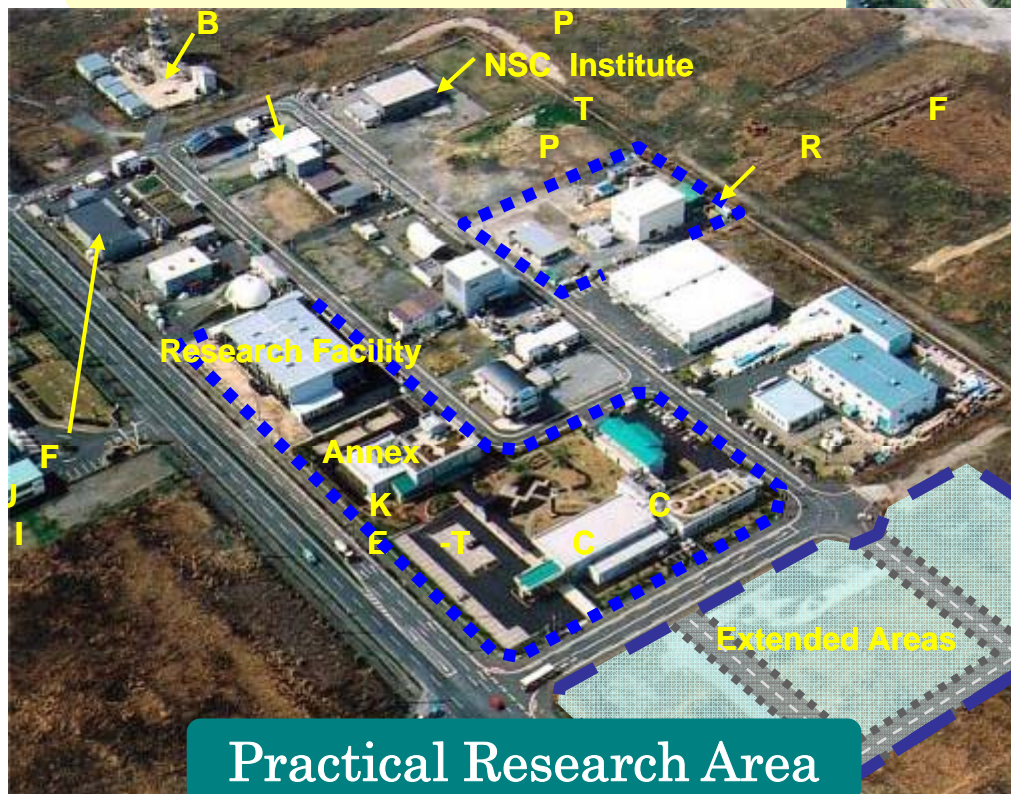 B P
NSC Institute
T F
P R
Research Facility
Annex
F
J
I
K C
E -T C
Extended Areas
Practical Research Area